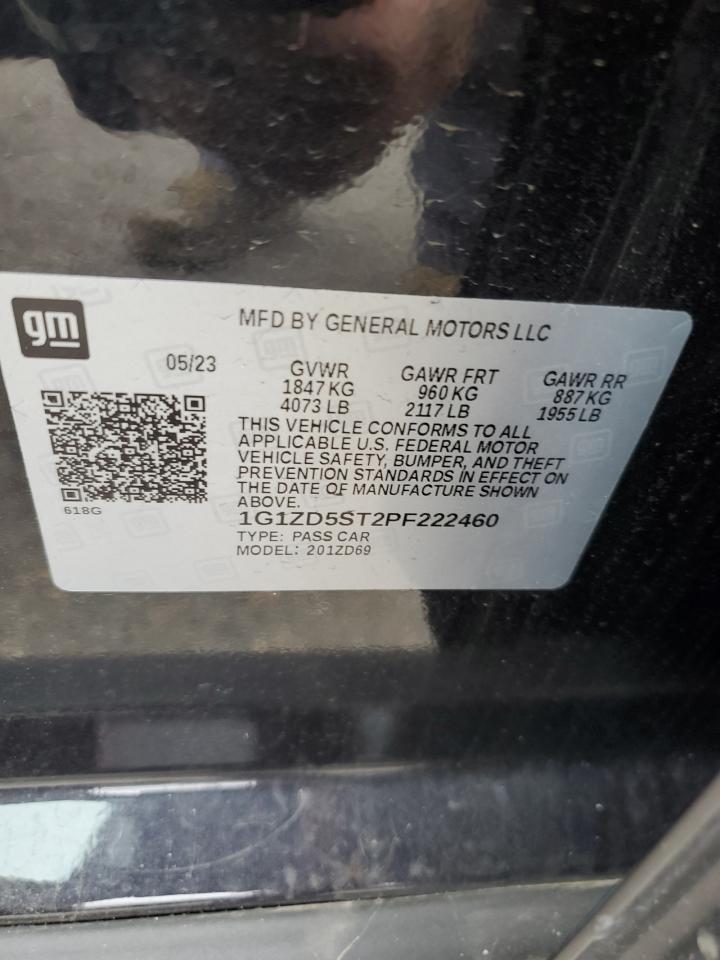 gm
MFD BY GENERAL MOTORS LLC
05/23
GVWR
1847 KG
4073 LB
GAWR FRT
960 KG
2117 LB
GAWR RR
887 KG
1955 LB
THIS VEHICLE CONFORMS TO ALL
APPLICABLE U.S. FEDERAL MOTOR
VEHICLE SAFETY, BUMPER, AND THEFT
PREVENTION STANDARDS IN EFFECT ON
THE DATE OF MANUFACTURE SHOWN
ABOVE.
618G
1G1ZD5ST2PF222460
TYPE: PASS CAR
MODEL: 201ZD69